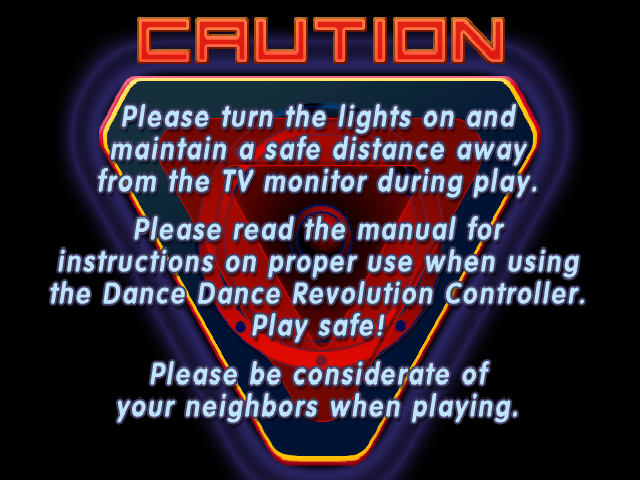 CAUTION
Please turn the lights on and
maintain a safe distance away
from the TV monitor during play.
Please read the manual for
instructions on proper use when using
the Dance Dance Revolution Controller.
Play safe!
Please be considerate of
your neighbors when playing.